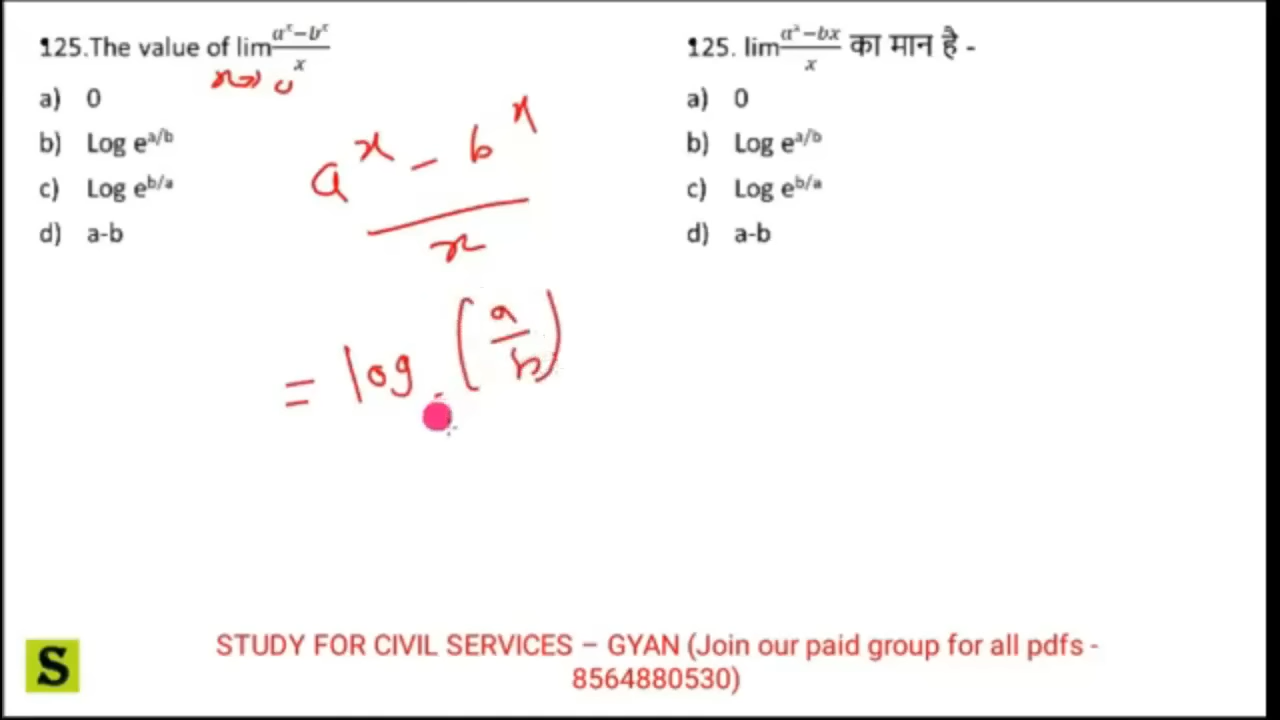 125.The value of lim a^x−b^x/x
x→0
a) 0
b) Log e^a/b
c) Log e^b/a
d) a-b
a^x − b^x
x
= log (a/b)
125. lim a^x−bx/x का मान है -
a) 0
b) Log e^a/b
c) Log e^b/a
d) a-b
S
STUDY FOR CIVIL SERVICES – GYAN (Join our paid group for all pdfs -
8564880530)